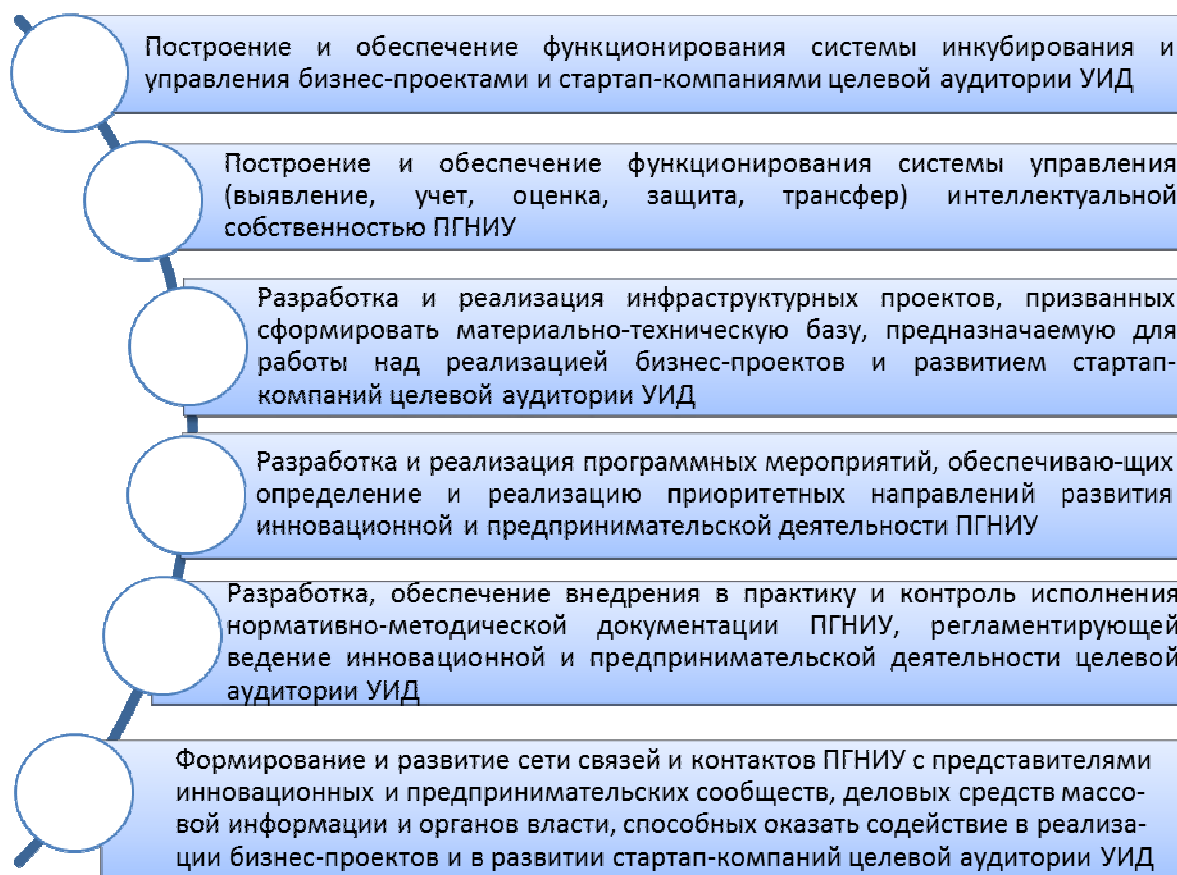 Построение и обеспечение функционирования системы инкубирования и
управления бизнес-проектами и стартап-компаниями целевой аудитории УИД
Построение и обеспечение функционирования системы управления
(выявление, учет, оценка, защита, трансфер) интеллектуальной
собственностью ПГНИУ
Разработка и реализация инфраструктурных проектов, призванных
сформировать материально-техническую базу, предназначаемую для
работы над реализацией бизнес-проектов и развитием стартап-
компаний целевой аудитории УИД
Разработка и реализация программных мероприятий, обеспечиваю-щих
определение и реализацию приоритетных направлений развития
инновационной и предпринимательской деятельности ПГНИУ
Разработка, обеспечение внедрения в практику и контроль исполнения
нормативно-методической документации ПГНИУ, регламентирующей
ведение инновационной и предпринимательской деятельности целевой
аудитории УИД
Формирование и развитие сети связей и контактов ПГНИУ с представителями
инновационных и предпринимательских сообществ, деловых средств массо-
вой информации и органов власти, способных оказать содействие в реализа-
ции бизнес-проектов и в развитии стартап-компаний целевой аудитории УИД